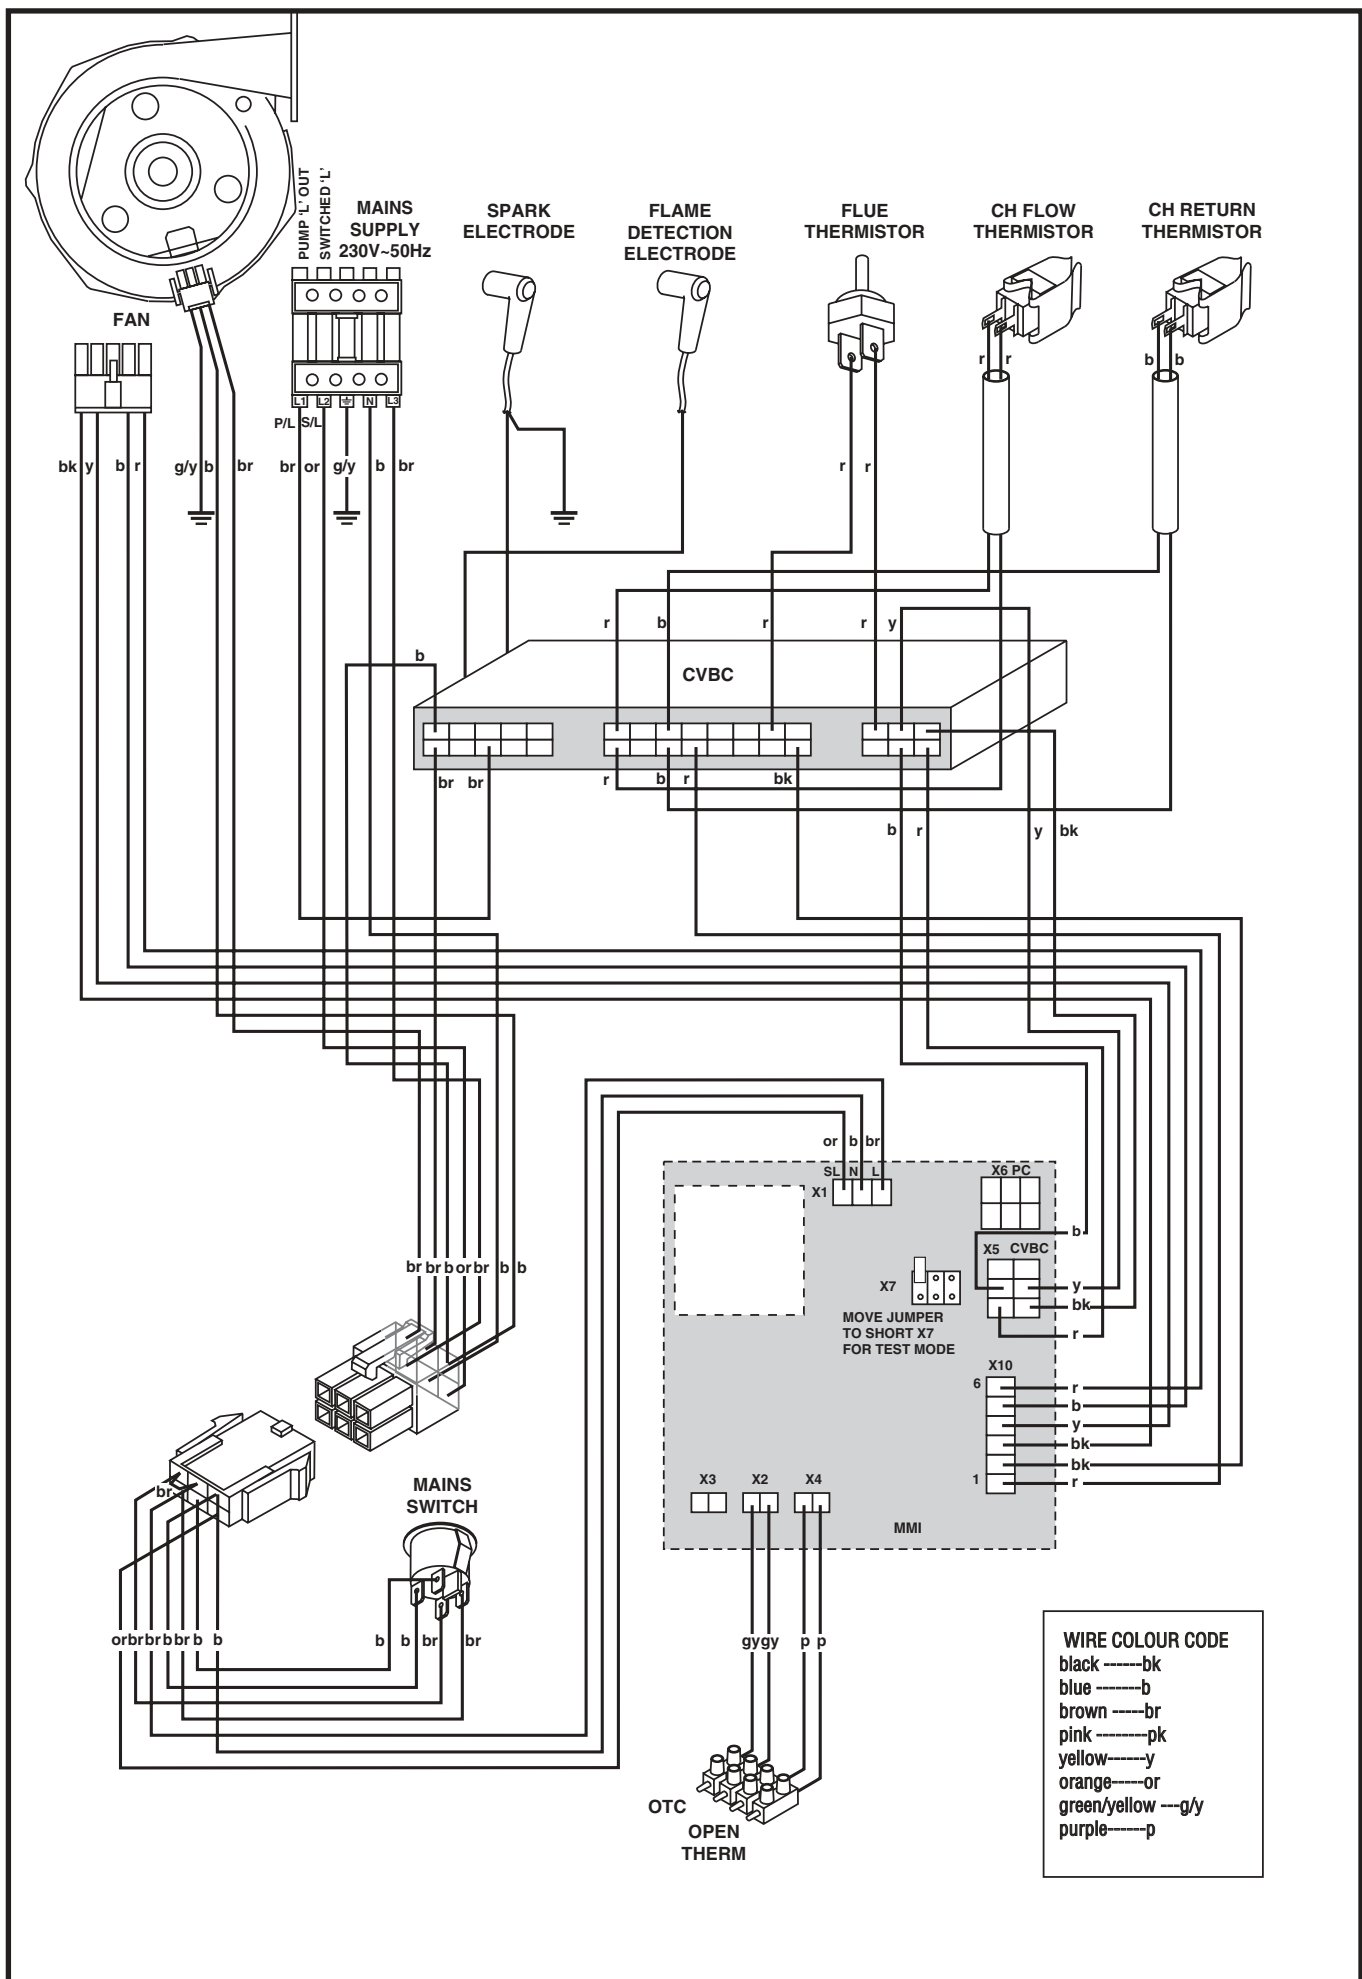 PUMP 'L' OUT
SWITCHED 'L'
MAINS
SUPPLY
230V~50Hz
SPARK
ELECTRODE
FLAME
DETECTION
ELECTRODE
FLUE
THERMISTOR
CH FLOW
THERMISTOR
CH RETURN
THERMISTOR
FAN
r r
b b
L1 L2 N L3
P/L S/L
bk y b r g/y b br br or g/y b br
r r
r b r r y
b
CVBC
br br r b r bk
b r y bk
or b br
SL N L
X1
X6 PC
b
X5 CVBC
br br b or br b b
X7
y
bk
MOVE JUMPER
TO SHORT X7
FOR TEST MODE
r
X10
6
r
b
y
bk
bk
1
r
X3 X2 X4
MMI
br
MAINS
SWITCH
or br br b br b b
b b br br
gy gy p p
OTC
OPEN
THERM
WIRE COLOUR CODE
black ------bk
blue -------b
brown -----br
pink --------pk
yellow------y
orange-----or
green/yellow ---g/y
purple------p